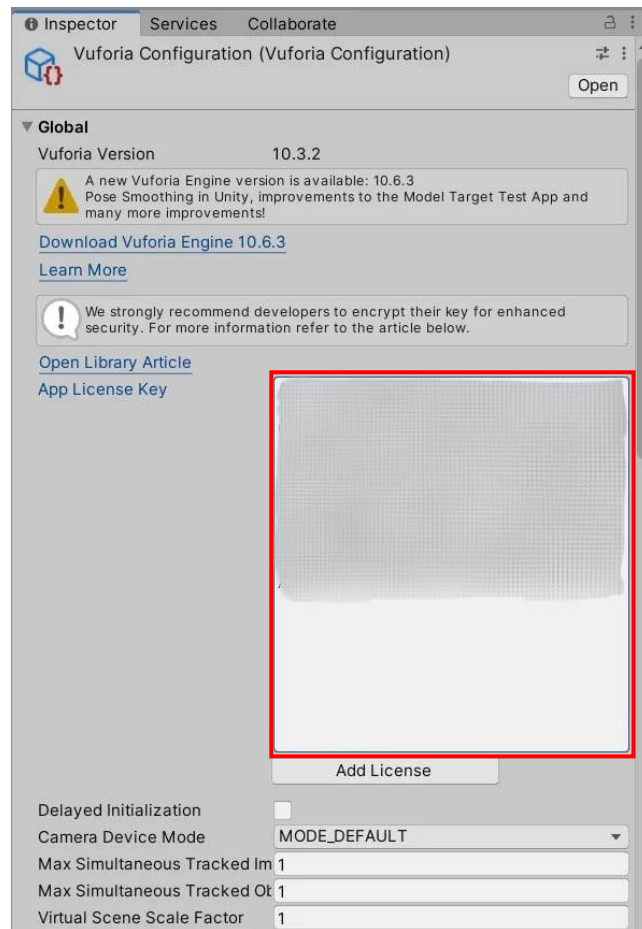 Inspector Services Collaborate
Vuforia Configuration (Vuforia Configuration)
Open
Global
Vuforia Version 10.3.2
A new Vuforia Engine version is available: 10.6.3
Pose Smoothing in Unity, improvements to the Model Target Test App and
many more improvements!
Download Vuforia Engine 10.6.3
Learn More
We strongly recommend developers to encrypt their key for enhanced
security. For more information refer to the article below.
Open Library Article
App License Key
Add License
Delayed Initialization
Camera Device Mode MODE_DEFAULT
Max Simultaneous Tracked Im 1
Max Simultaneous Tracked Ob 1
Virtual Scene Scale Factor 1